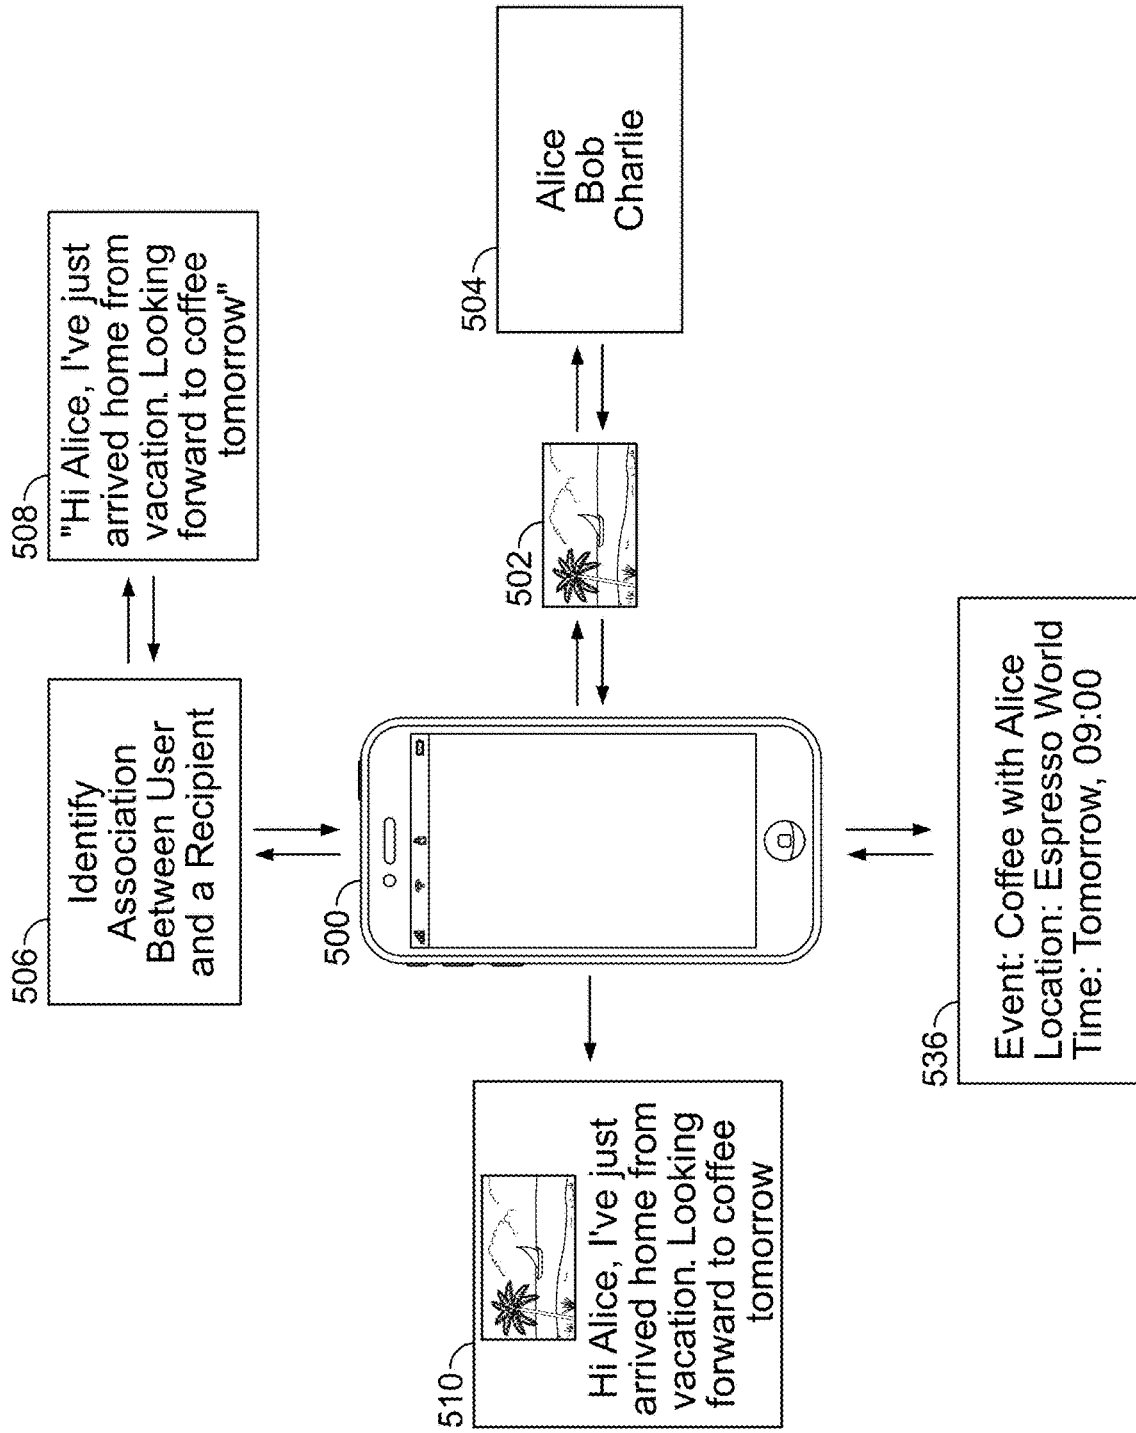 506
Identify
Association
Between User
and a Recipient
508
"Hi Alice, I've just
arrived home from
vacation. Looking
forward to coffee
tomorrow"
510
Hi Alice, I've just
arrived home from
vacation. Looking
forward to coffee
tomorrow
500
502
504
Alice
Bob
Charlie
536
Event: Coffee with Alice
Location: Espresso World
Time: Tomorrow, 09:00